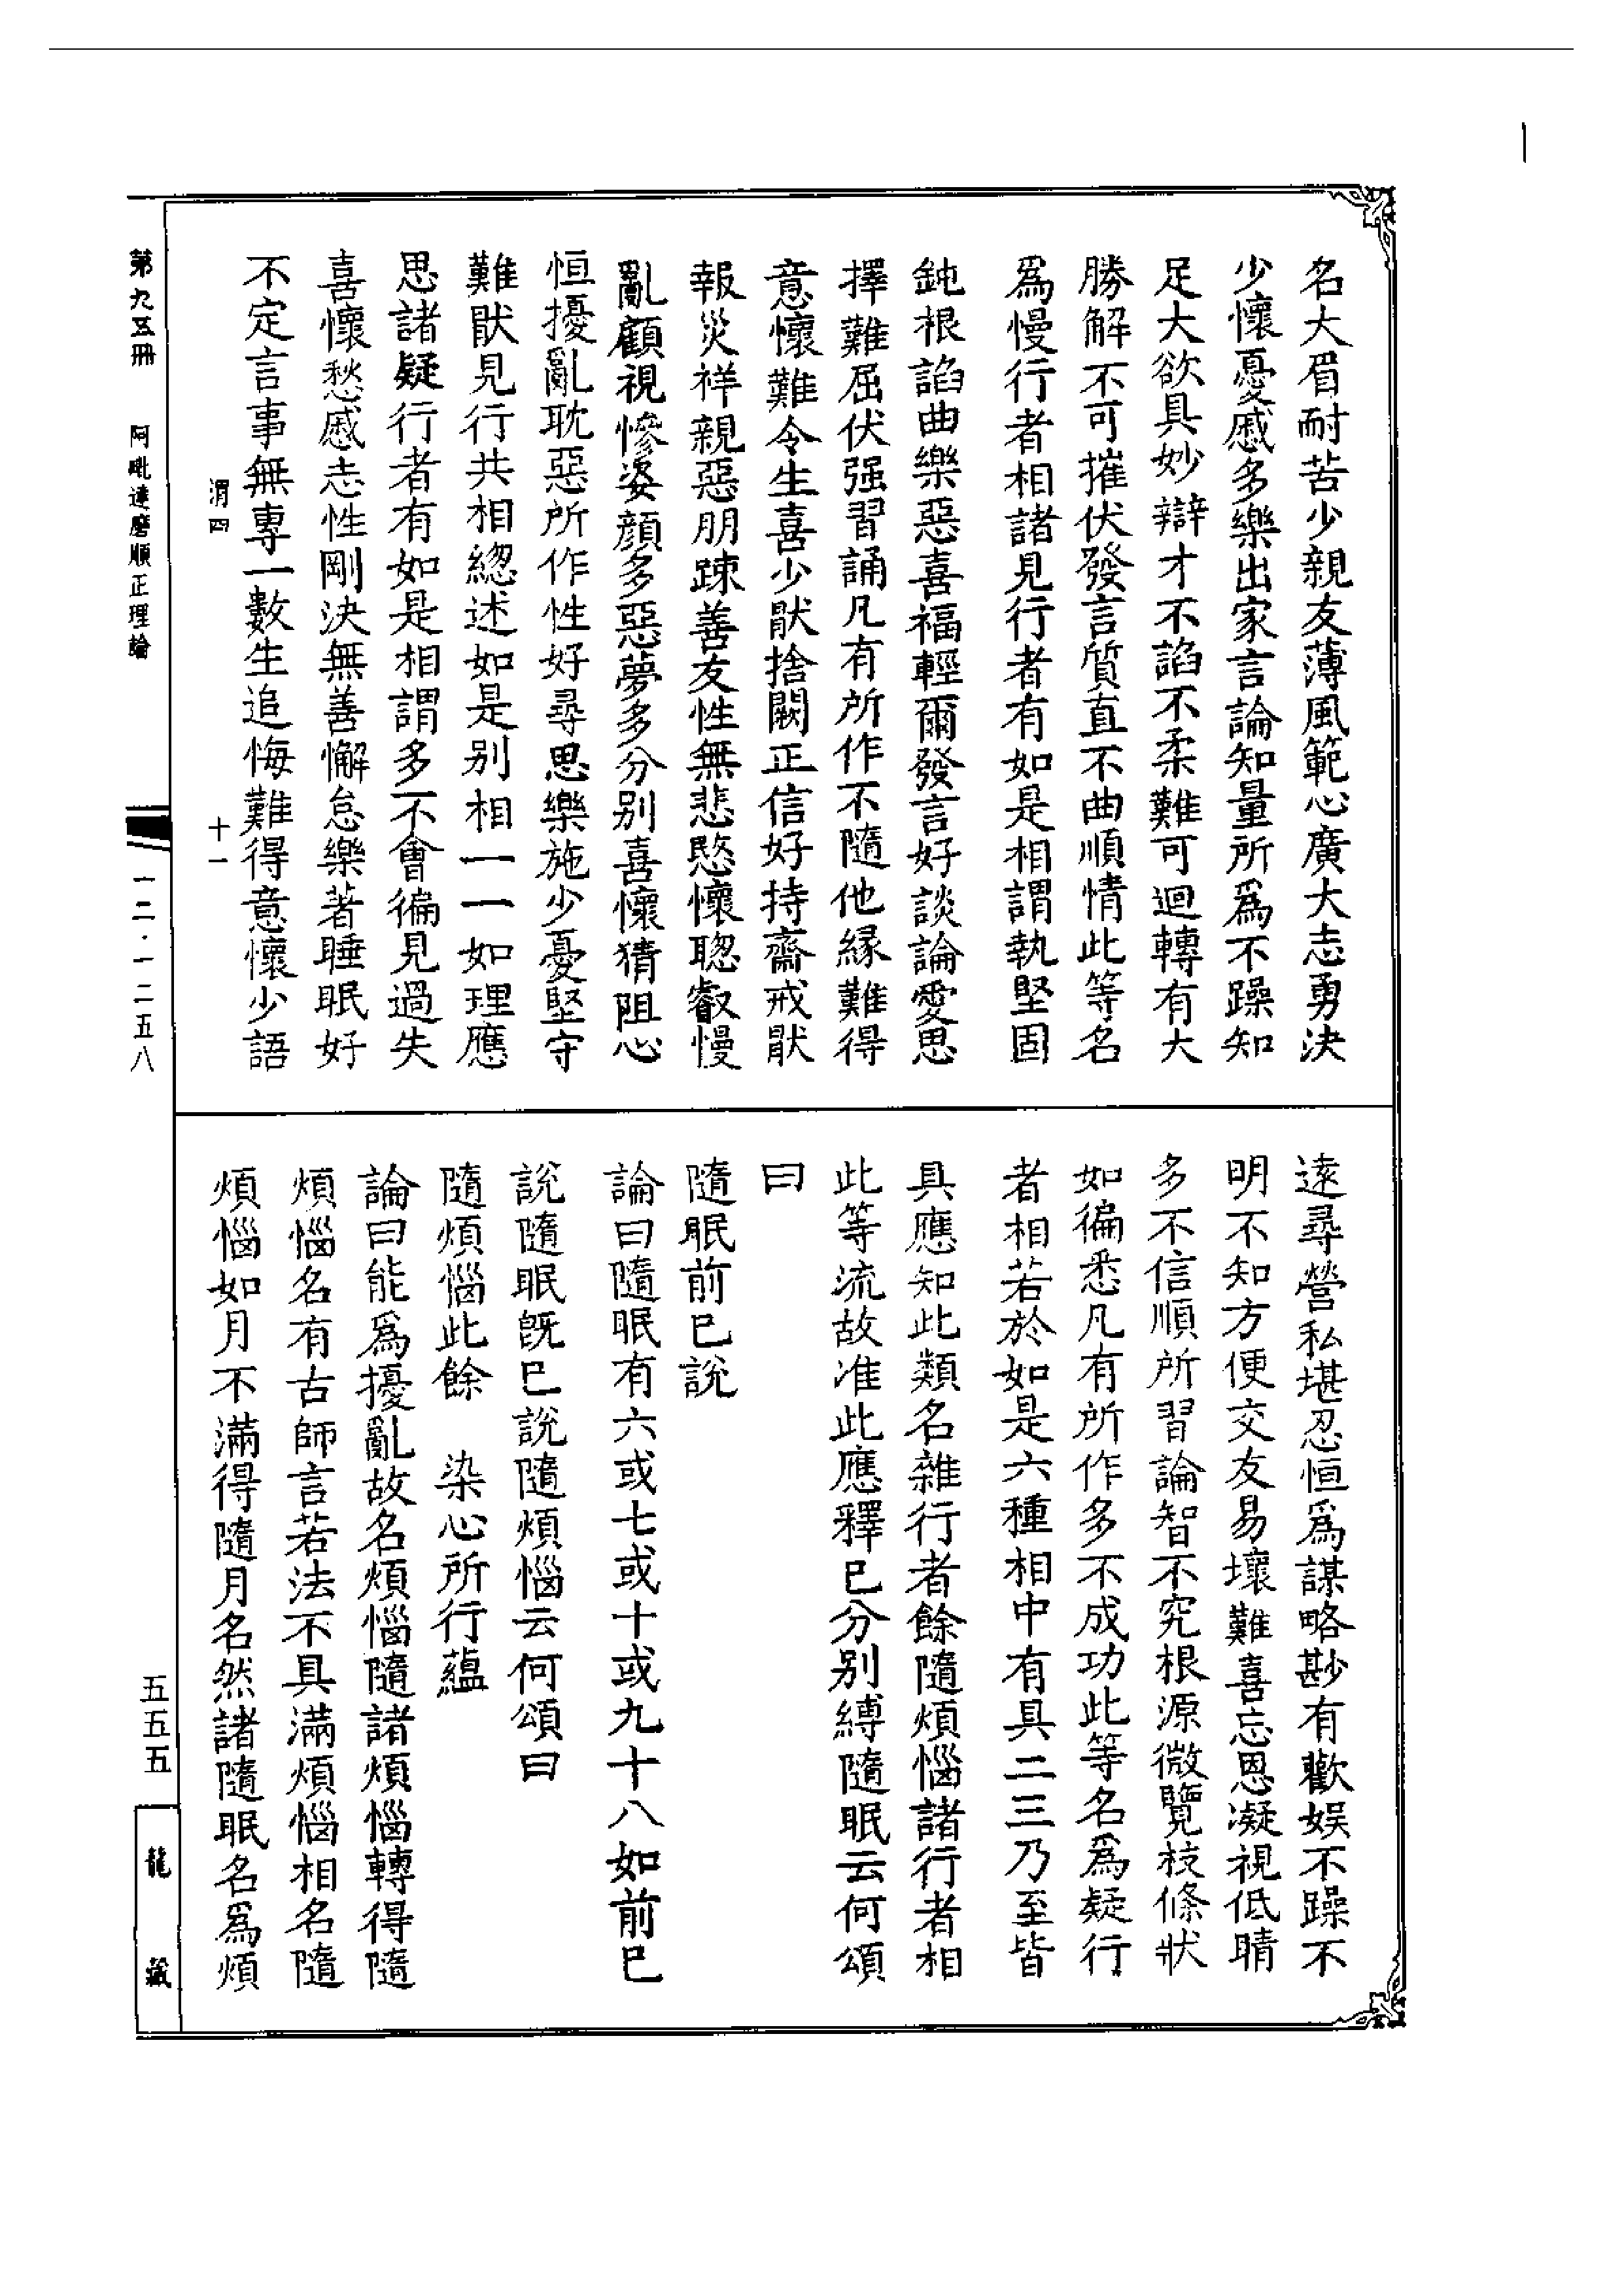 名大眉耐苦少親友薄風範心廣大志勇決
少懷憂慼多樂出家言論知量所爲不躁知
足大欲具妙辯才不諂不柔難可迴轉有大
勝解不可摧伏發言質直不曲順情此等名
爲慢行者相諸見行者有如是相謂執堅固
鈍根諂曲樂惡喜福輕爾發言好談論愛思
擇難屈伏强習誦凡有所作不隨他緣難得
意懷難令生喜少猒捨闕正信好持齋戒猒
報災祥親惡朋踈善友性無悲愍懷聦叡慢
亂顧視慘姿顔多惡夢多分别喜懷猜阻心
恒擾亂耽惡所作性好尋思樂施少憂堅守
難猒見行共相緫述如是别相一一如理應
思諸疑行者有如是相謂多不會徧見過失
喜懷愁慼志性剛決無善懈怠樂著睡眠好
不定言事無專一數生追悔難得意懷少語
渭四 十一
遠尋營私堪忍恒爲謀略尠有歡娱不躁不
明不知方便交友易壞難喜忘恩凝視低睛
多不信順所習論智不究根源微覽枝條狀
如徧悉凡有所作多不成功此等名爲疑行
者相若於如是六種相中有具二三乃至皆
具應知此類名雜行者餘隨煩惱諸行者相
此等流故准此應釋已分别縛隨眠云何頌
曰
隨眠前已說
論曰隨眠有六或七或十或九十八如前已
說隨眠旣已說隨煩惱云何頌曰
隨煩惱此餘 染心所行藴
論曰能爲擾亂故名煩惱隨諸煩惱轉得隨
煩惱名有古師言若法不具滿煩惱相名隨
煩惱如月不滿得隨月名然諸隨眠名爲煩
第九五冊 阿毗達磨順正理論 一二·一二五八
五五五
龍藏